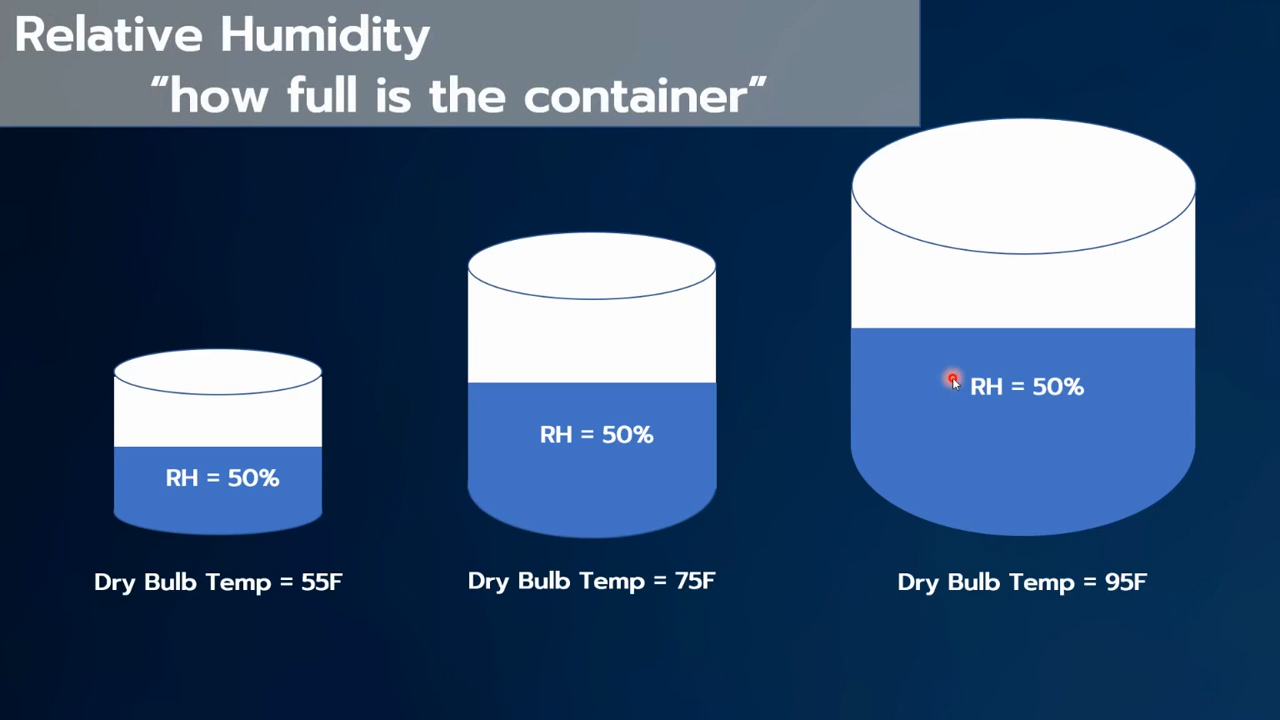 Relative Humidity
“how full is the container”
RH = 50%
RH = 50%
RH = 50%
Dry Bulb Temp = 55F
Dry Bulb Temp = 75F
Dry Bulb Temp = 95F